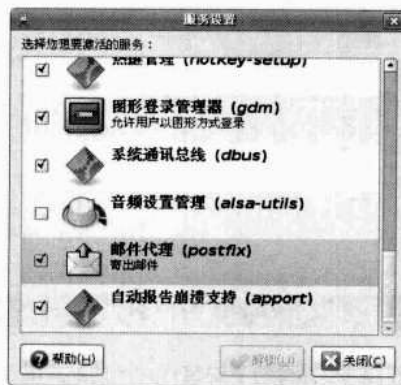 服务设置
选择您想要激活的服务：
热键管理 (hotkey-setup)
图形登录管理器 (gdm)
允许用户以图形方式登录
系统通讯总线 (dbus)
音频设置管理 (alsa-utils)
邮件代理 (postfix)
寄出邮件
自动报告崩溃支持 (apport)
帮助(H)
解锁(U)
关闭(C)